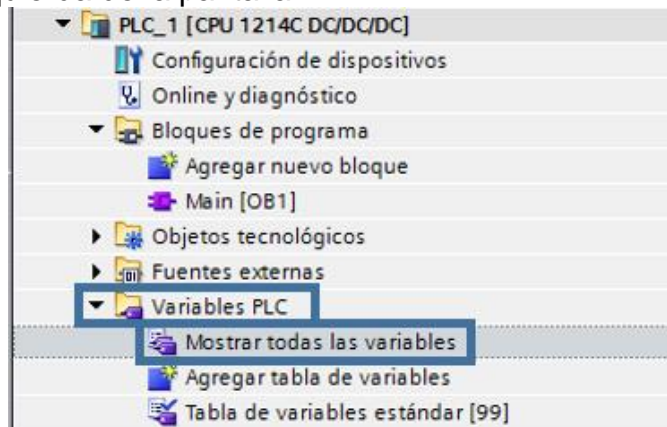 PLC_1 [CPU 1214C DC/DC/DC]
Configuración de dispositivos
Online y diagnóstico
Bloques de programa
Agregar nuevo bloque
Main [OB1]
Objetos tecnológicos
Fuentes externas
Variables PLC
Mostrar todas las variables
Agregar tabla de variables
Tabla de variables estándar [99]